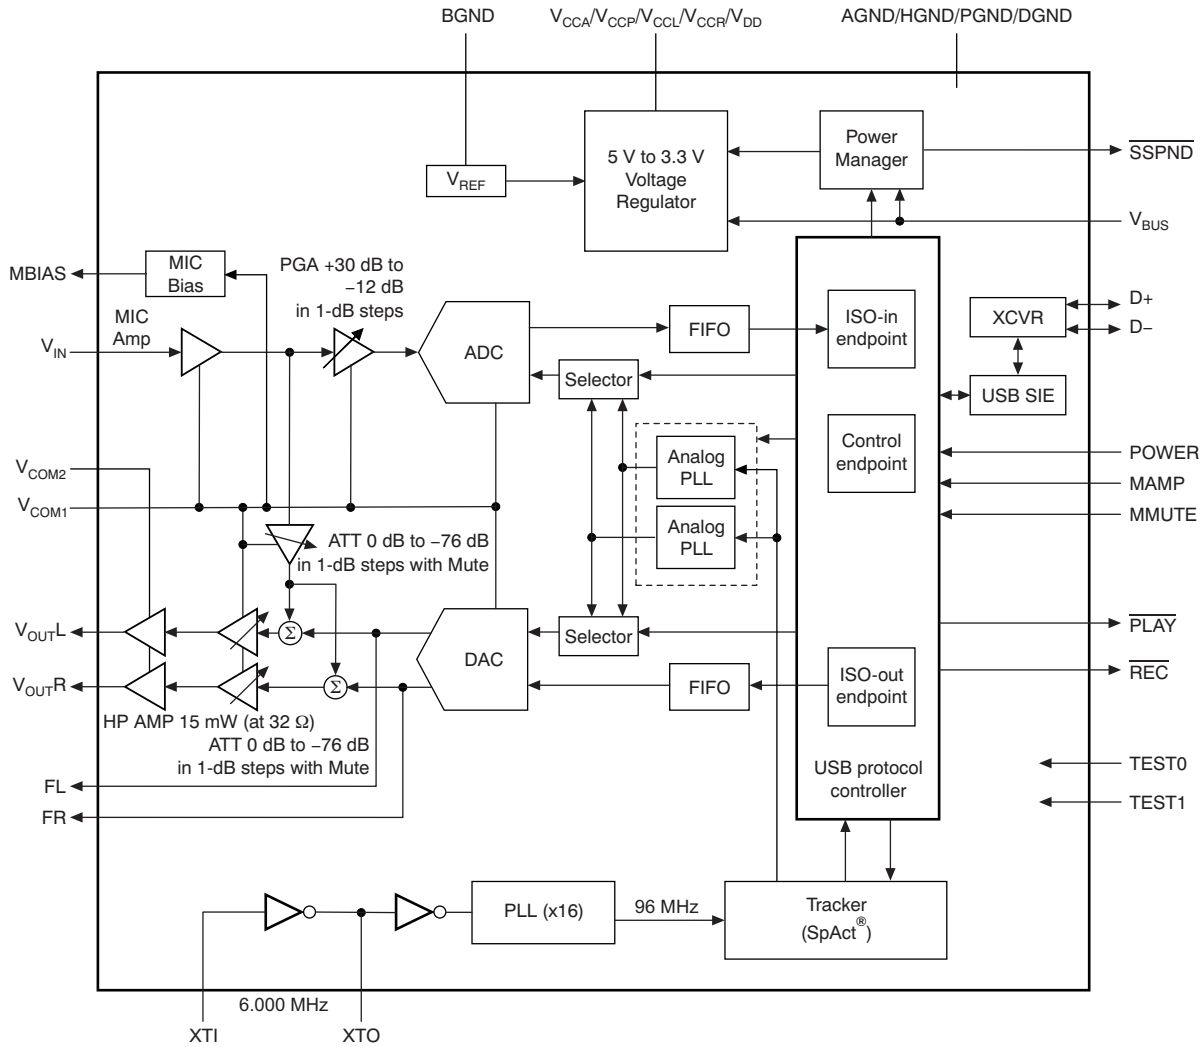 BGND
VCCA/VCCP/VCCL/VCCR/VDD
AGND/HGND/PGND/DGND
5 V to 3.3 V
Voltage
Regulator
Power
Manager
SSPND
VREF
VBUS
MBIAS
MIC
Bias
PGA +30 dB to
−12 dB
in 1-dB steps
MIC
Amp
VIN
ADC
FIFO
ISO-in
endpoint
XCVR
D+
D−
Selector
USB SIE
Analog
PLL
Control
endpoint
POWER
MAMP
MMUTE
VCOM2
VCOM1
Analog
PLL
ATT 0 dB to −76 dB
in 1-dB steps with Mute
VOUTL
Σ
DAC
Selector
PLAY
VOUTR
Σ
FIFO
ISO-out
endpoint
REC
HP AMP 15 mW (at 32 Ω)
ATT 0 dB to −76 dB
in 1-dB steps with Mute
FL
FR
USB protocol
controller
TEST0
TEST1
PLL (x16)
96 MHz
Tracker
(SpAct®)
6.000 MHz
XTI
XTO